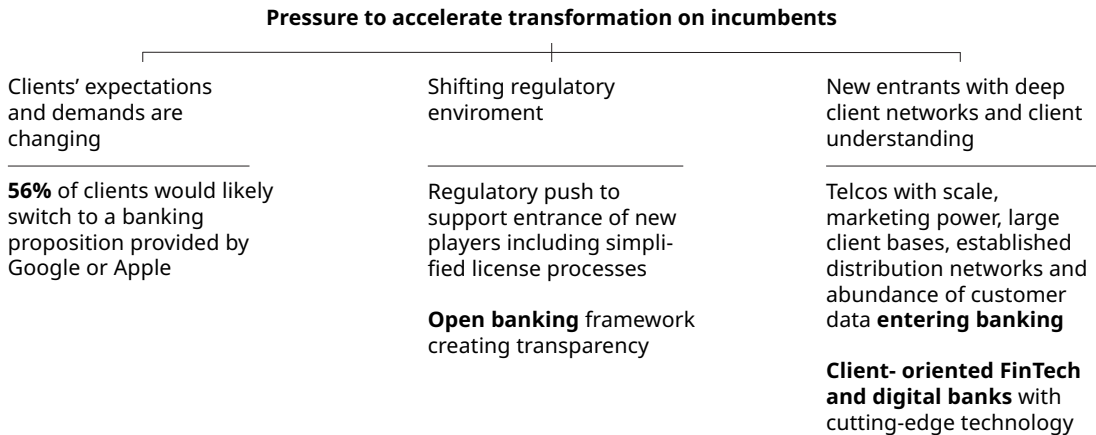 Pressure to accelerate transformation on incumbents
Clients’ expectations
and demands are
changing
56% of clients would likely
switch to a banking
proposition provided by
Google or Apple
Shifting regulatory
enviroment
Regulatory push to
support entrance of new
players including simpli-
fied license processes
Open banking framework
creating transparency
New entrants with deep
client networks and client
understanding
Telcos with scale,
marketing power, large
client bases, established
distribution networks and
abundance of customer
data entering banking
Client- oriented FinTech
and digital banks with
cutting-edge technology